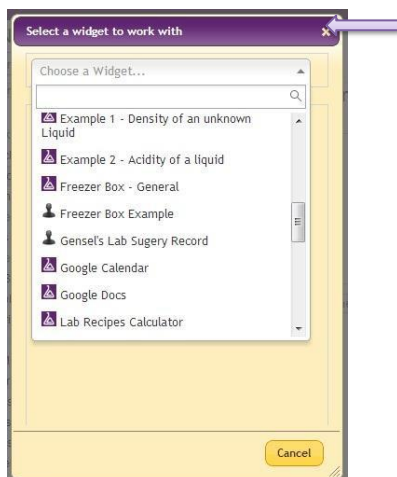 Select a widget to work with
Choose a Widget...
Example 1 - Density of an unknown
Liquid
Example 2 - Acidity of a liquid
Freezer Box - General
Freezer Box Example
Gensel's Lab Sugery Record
Google Calendar
Google Docs
Lab Recipes Calculator
Cancel